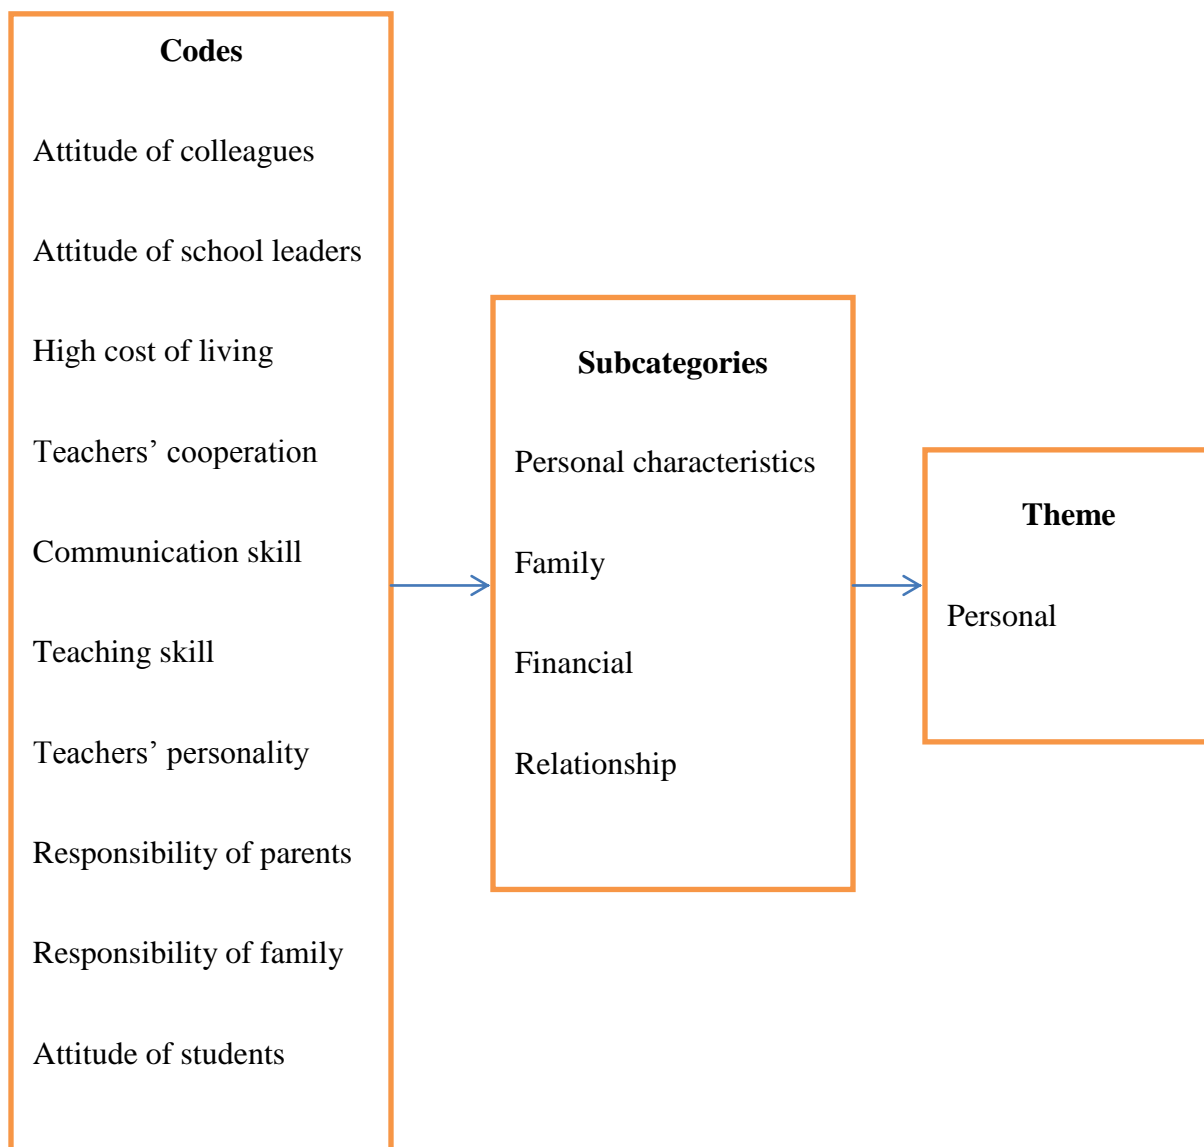 Codes
Attitude of colleagues
Attitude of school leaders
High cost of living
Teachers’ cooperation
Communication skill
Teaching skill
Teachers’ personality
Responsibility of parents
Responsibility of family
Attitude of students
Subcategories
Personal characteristics
Family
Financial
Relationship
Theme
Personal